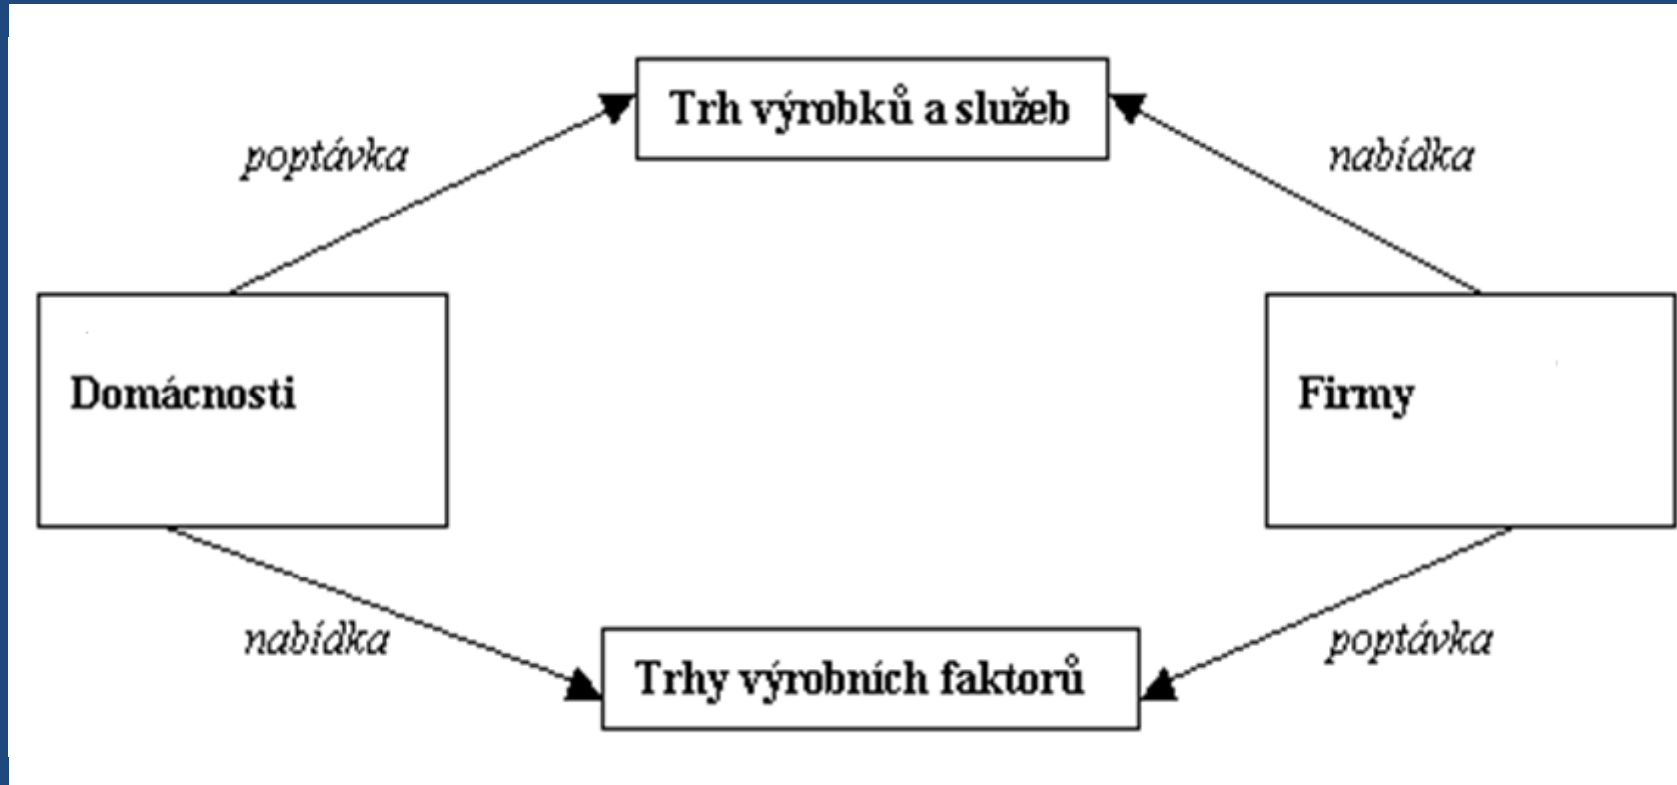 Trh výrobků a služeb
poptávka
nabídka
Domácnosti
Firmy
nabídka
poptávka
Trhy výrobních faktorů